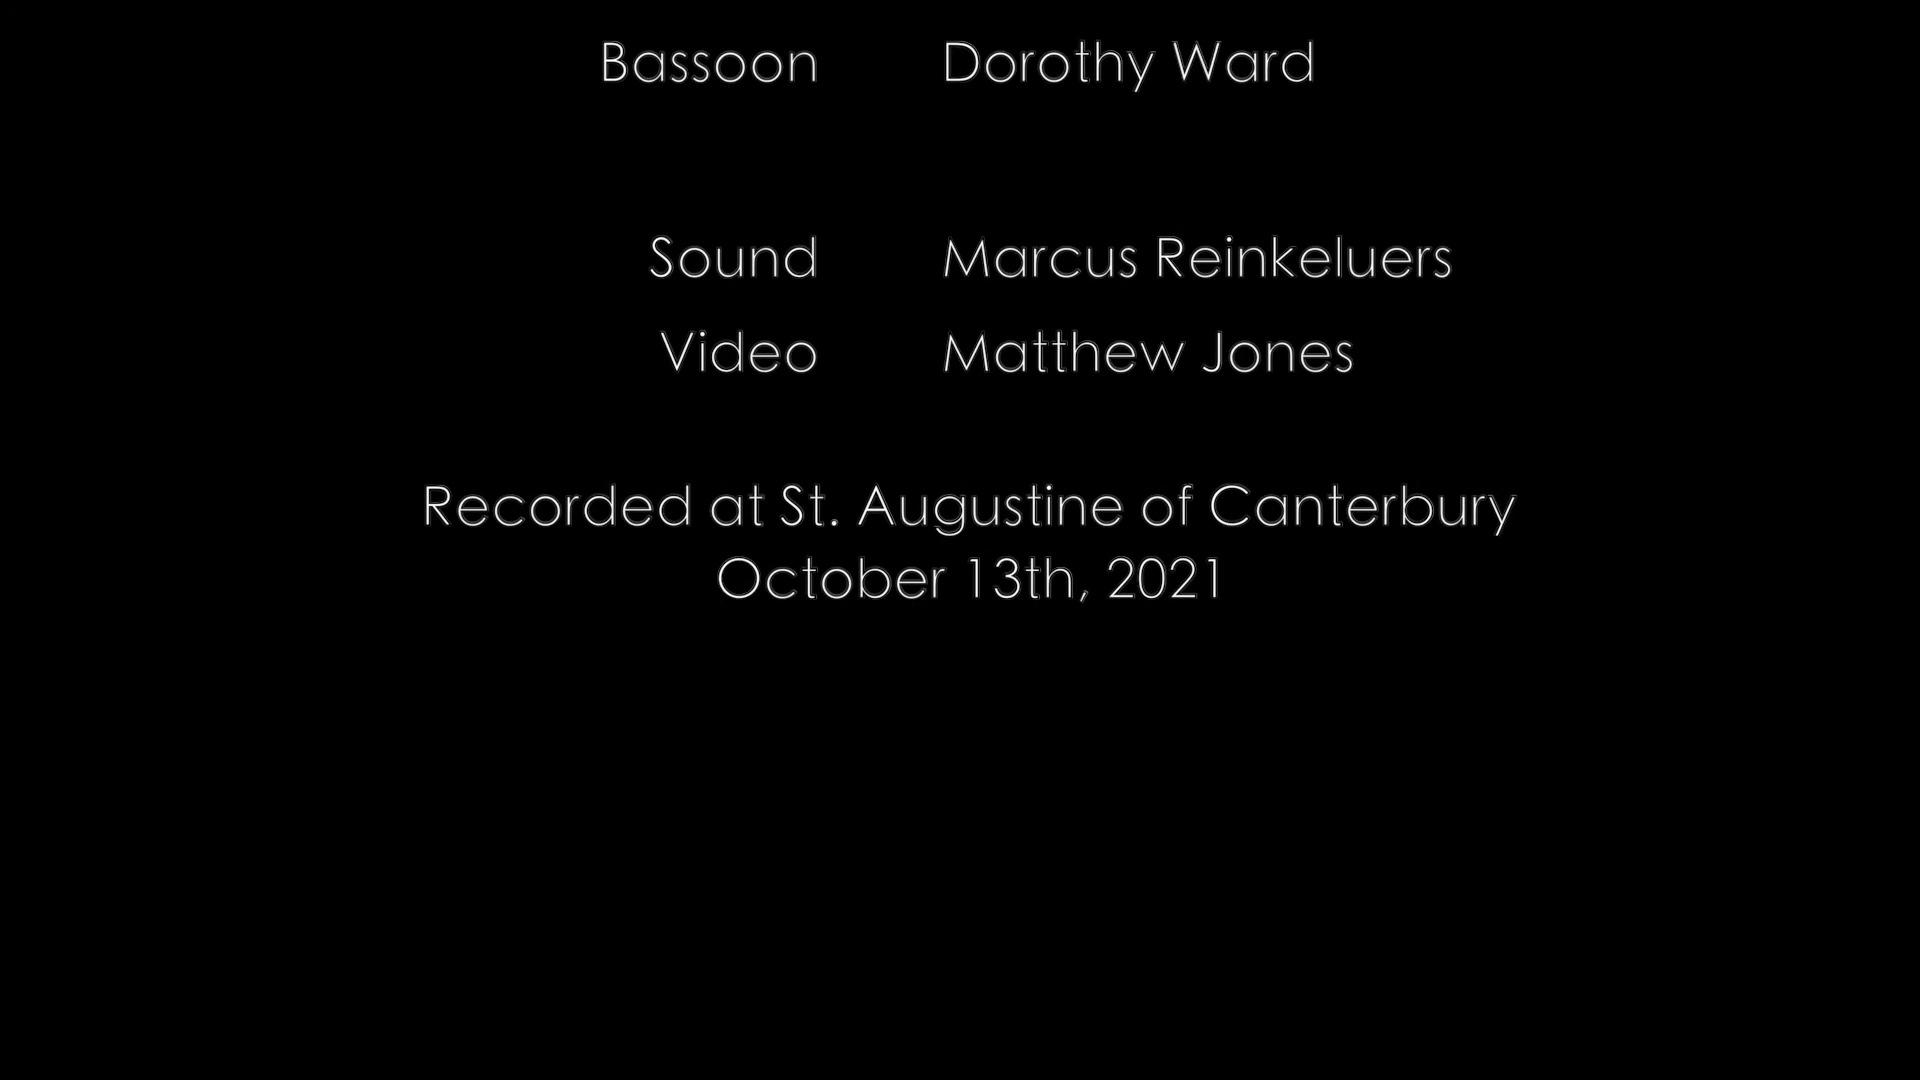 Bassoon Dorothy Ward
Sound Marcus Reinkeluers
Video Matthew Jones
Recorded at St. Augustine of Canterbury
October 13th, 2021